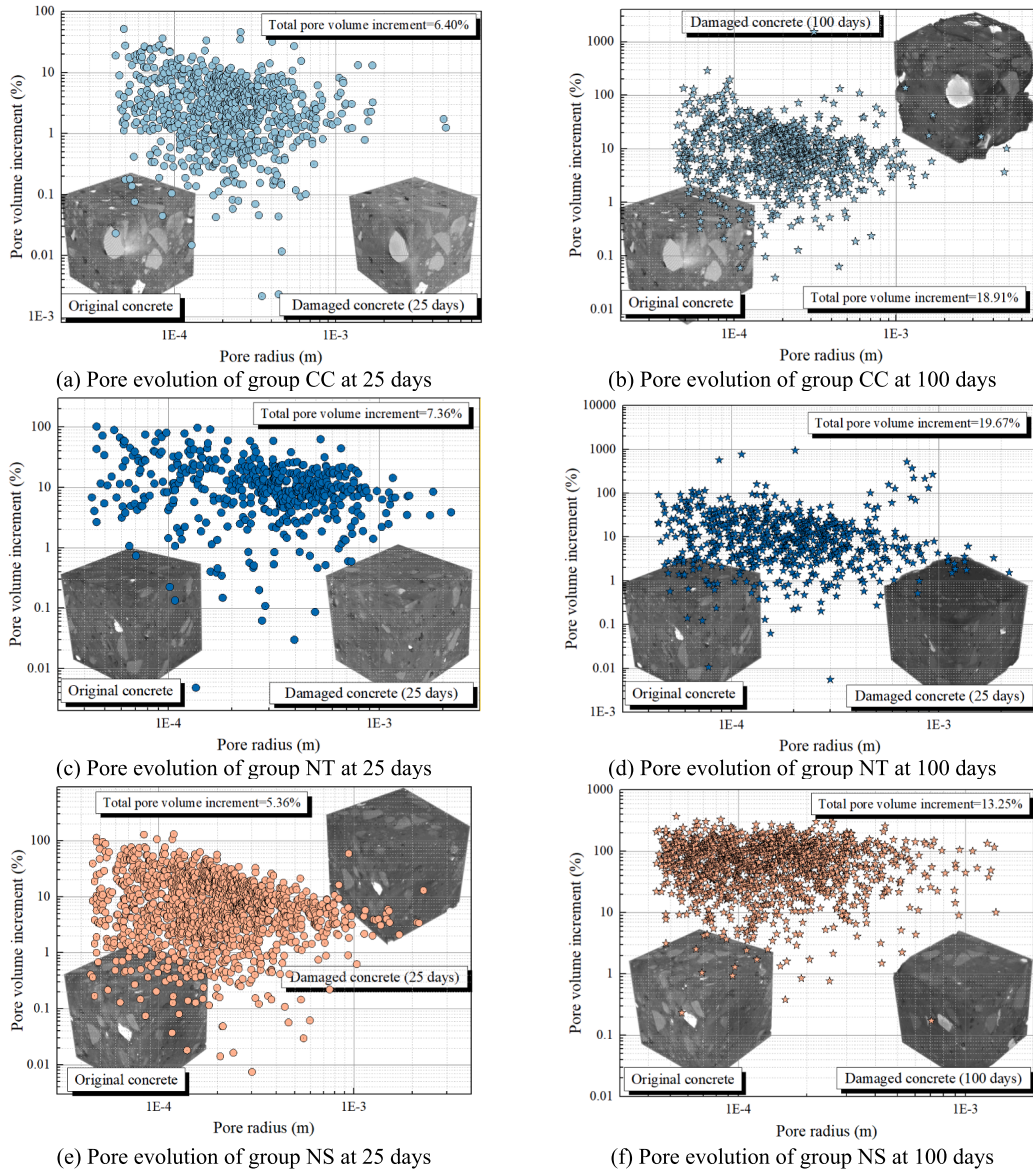 100
10
1
0.1
0.01
1E-3
Pore volume increment (%)
Total pore volume increment=6.40%
Original concrete
Damaged concrete (25 days)
1E-4
1E-3
Pore radius (m)
(a) Pore evolution of group CC at 25 days
1000
100
10
1
0.1
0.01
Pore volume increment (%)
Damaged concrete (100 days)
Original concrete
Total pore volume increment=18.91%
1E-4
1E-3
Pore radius (m)
(b) Pore evolution of group CC at 100 days
100
10
1
0.1
0.01
Pore volume increment (%)
Total pore volume increment=7.36%
Original concrete
Damaged concrete (25 days)
1E-4
1E-3
Pore radius (m)
(c) Pore evolution of group NT at 25 days
10000
1000
100
10
1
0.1
0.01
1E-3
Pore volume increment (%)
Total pore volume increment=19.67%
Original concrete
Damaged concrete (25 days)
1E-4
1E-3
Pore radius (m)
(d) Pore evolution of group NT at 100 days
100
10
1
0.1
0.01
Pore volume increment (%)
Total pore volume increment=5.36%
Damaged concrete (25 days)
Original concrete
1E-4
1E-3
Pore radius (m)
(e) Pore evolution of group NS at 25 days
1000
100
10
1
0.1
0.01
Pore volume increment (%)
Total pore volume increment=13.25%
Original concrete
Damaged concrete (100 days)
1E-4
1E-3
Pore radius (m)
(f) Pore evolution of group NS at 100 days